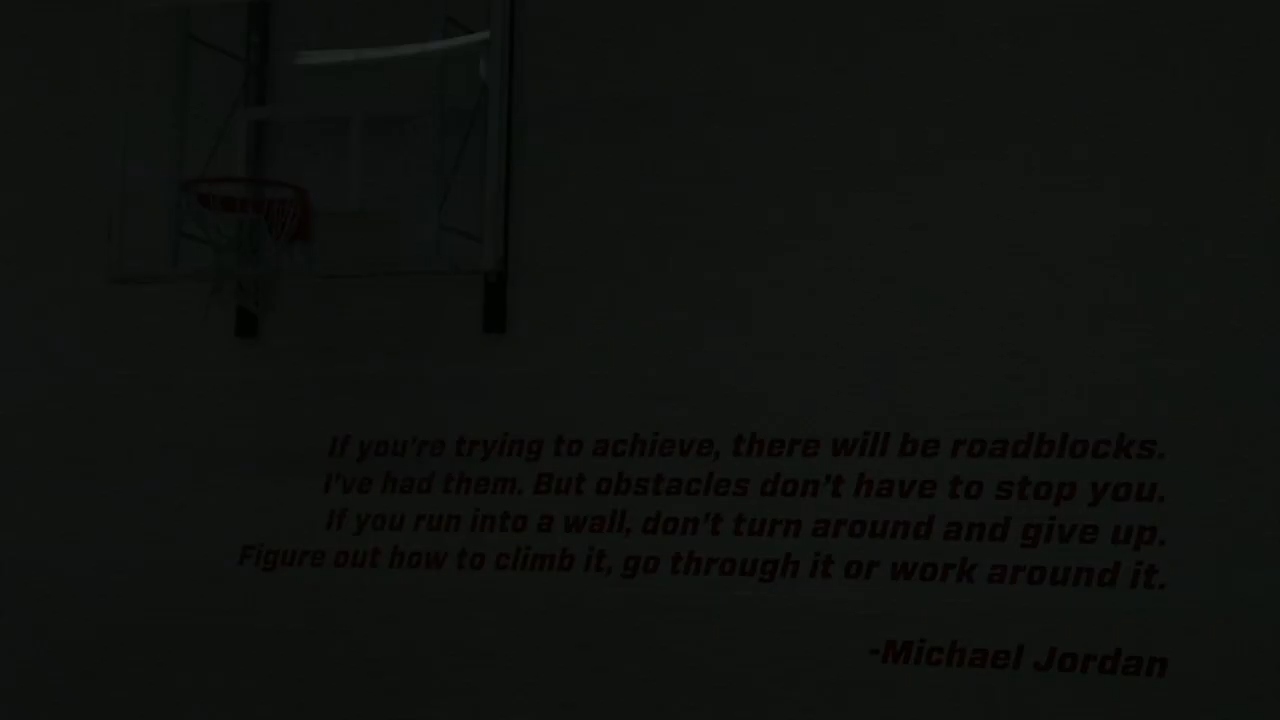 If you're trying to achieve, there will be roadblocks.
I've had them. But obstacles don't have to stop you.
If you run into a wall, don't turn around and give up.
Figure out how to climb it, go through it or work around it.
-Michael Jordan